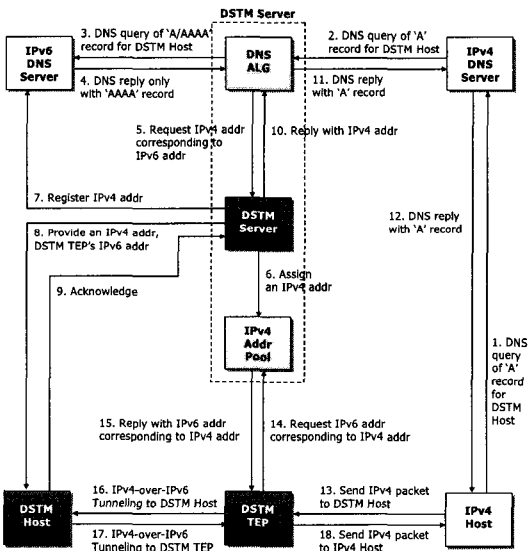 DSTM Server
3. DNS query of 'A/AAAA'
record for DSTM Host
2. DNS query of 'A'
record for DSTM Host
IPv6
DNS
Server
DNS
ALG
IPv4
DNS
Server
4. DNS reply only
with 'AAAA' record
11. DNS reply
with 'A' record
5. Request IPv4 addr
corresponding to
IPv6 addr
10. Reply with IPv4 addr
7. Register IPv4 addr
8. Provide an IPv4 addr,
DSTM TEP's IPv6 addr
DSTM
Server
12. DNS reply
with 'A' record
9. Acknowledge
6. Assign
an IPv4 addr
IPv4
Addr
Pool
1. DNS
query
of 'A'
record
for
DSTM
Host
15. Reply with IPv6 addr
corresponding to IPv4 addr
14. Request IPv6 addr
corresponding to IPv4 addr
16. IPv4-over-IPv6
Tunneling to DSTM Host
13. Send IPv4 packet
to DSTM Host
DSTM
Host
DSTM
TEP
IPv4
Host
17. IPv4-over-IPv6
Tunneling to DSTM TEP
18. Send IPv4 packet
to IPv4 Host